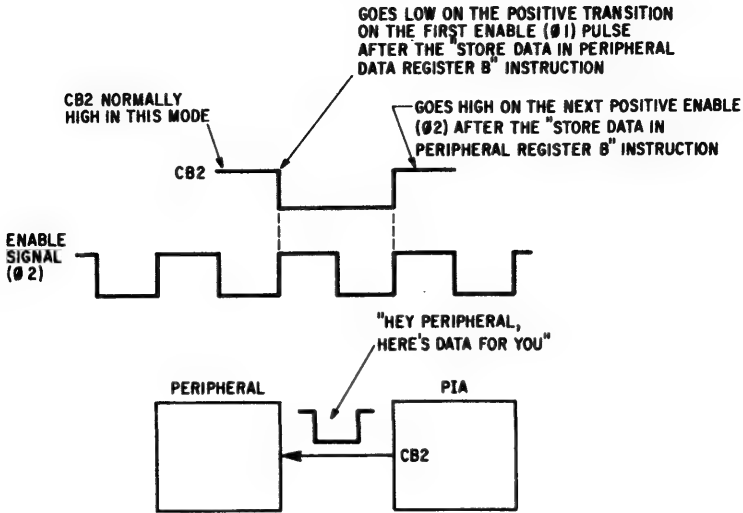 GOES LOW ON THE POSITIVE TRANSITION
ON THE FIRST ENABLE (Ø1) PULSE
AFTER THE "STORE DATA IN PERIPHERAL
DATA REGISTER B" INSTRUCTION
CB2 NORMALLY
HIGH IN THIS MODE
GOES HIGH ON THE NEXT POSITIVE ENABLE
(Ø2) AFTER THE "STORE DATA IN
PERIPHERAL REGISTER B" INSTRUCTION
CB2
ENABLE
SIGNAL
(Ø2)
"HEY PERIPHERAL,
HERE'S DATA FOR YOU"
PERIPHERAL
PIA
CB2